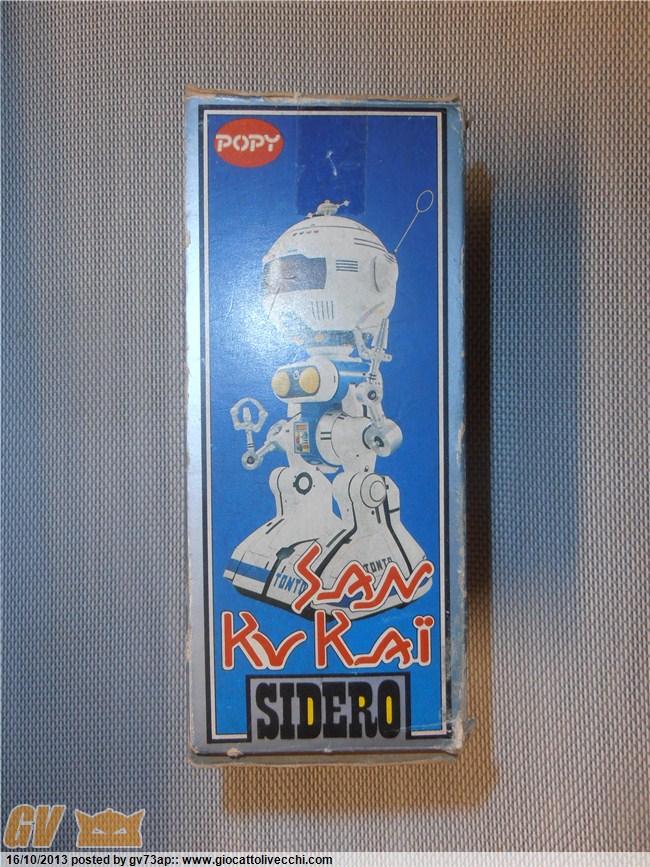 POPY
TONTO
TONTO
SAN
KU KAÏ
SIDERO
GV
16/10/2013 posted by gv73ap:: www.giocattolivecchi.com